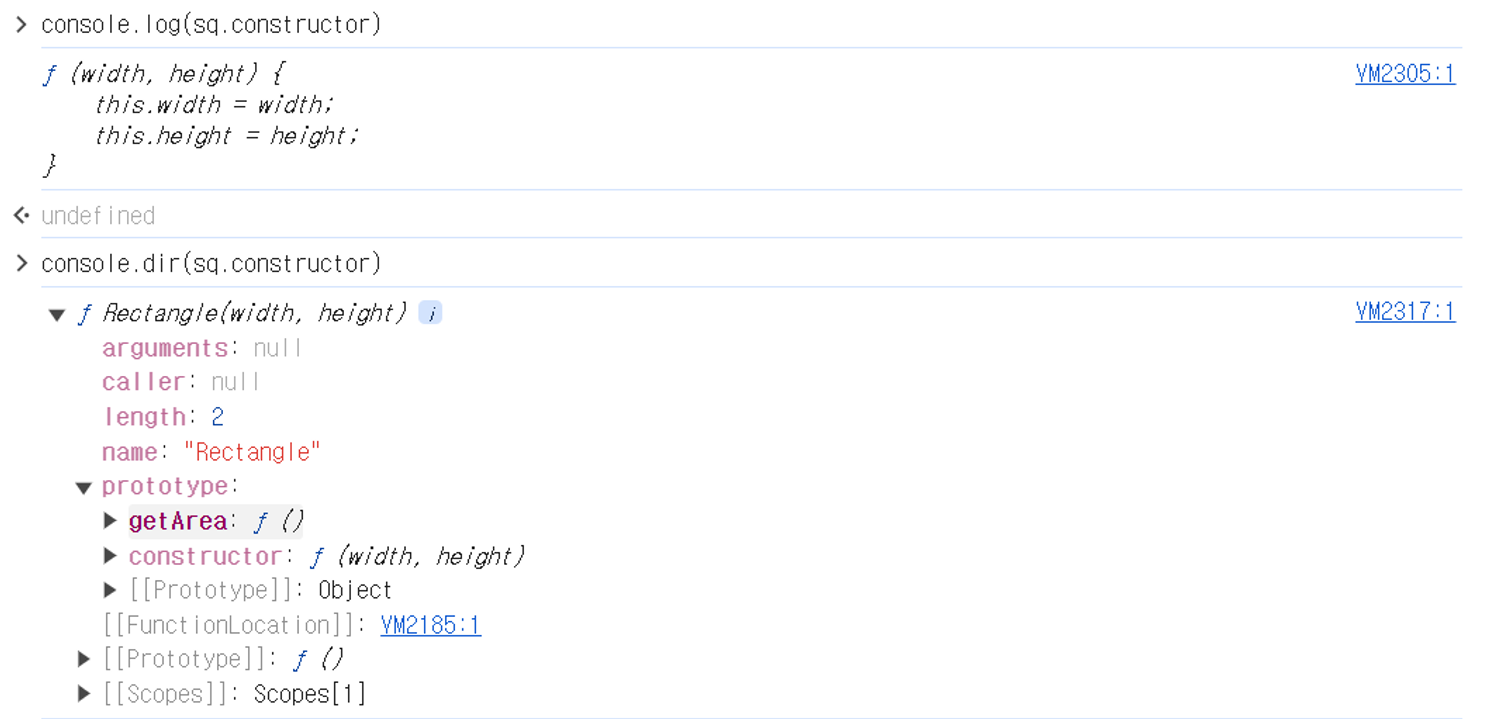 > console.log(sq.constructor)
ƒ (width, height) { VM2305:1
    this.width = width;
    this.height = height;
}
undefined
> console.dir(sq.constructor)
▼ ƒ Rectangle(width, height) i VM2317:1
arguments: null
caller: null
length: 2
name: "Rectangle"
▼ prototype:
▶ getArea: ƒ ()
▶ constructor: ƒ (width, height)
▶ [[Prototype]]: Object
[[FunctionLocation]]: VM2185:1
▶ [[Prototype]]: ƒ ()
▶ [[Scopes]]: Scopes[1]